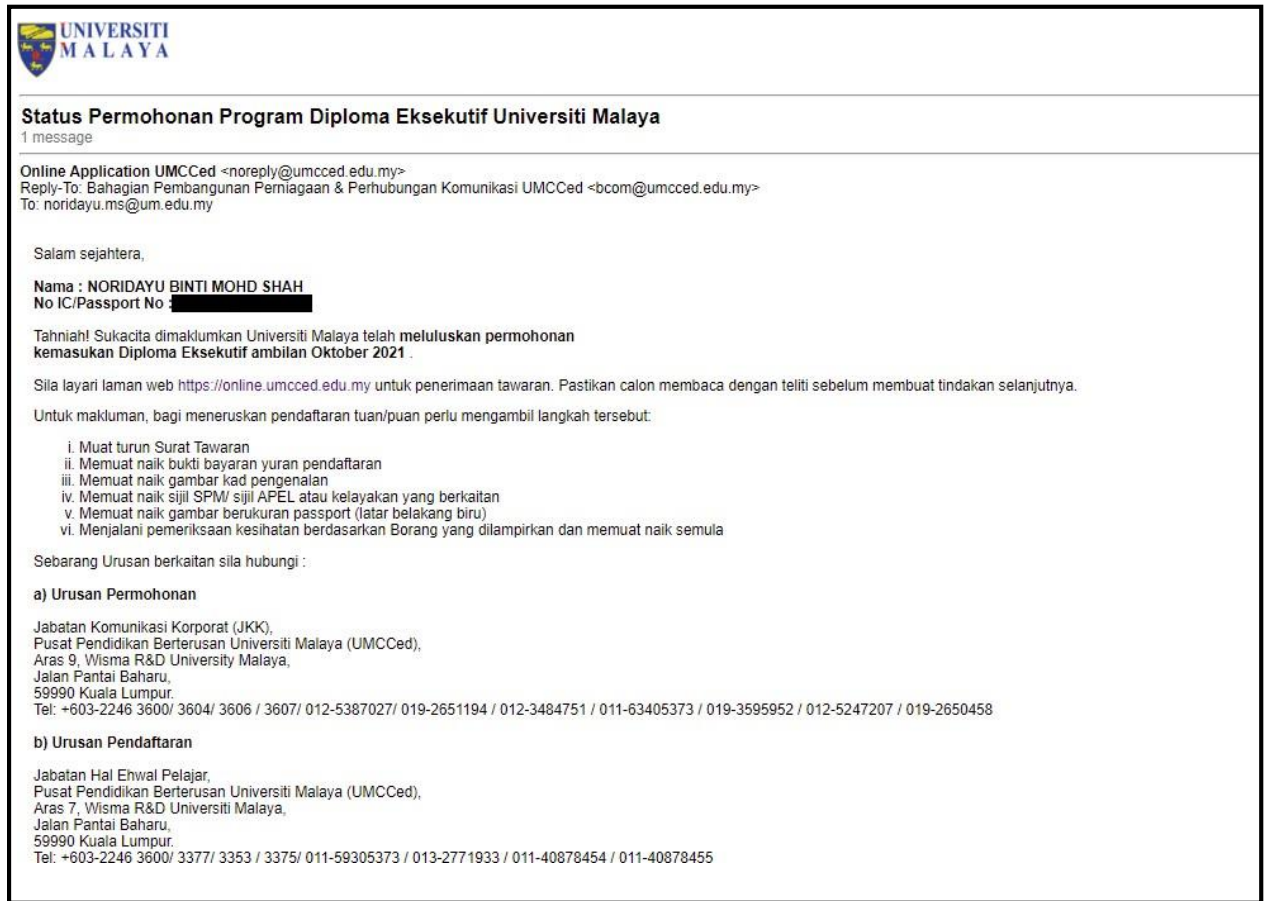 UNIVERSITI
MALAYA
Status Permohonan Program Diploma Eksekutif Universiti Malaya
1 message
Online Application UMCCed <noreply@umcced.edu.my>
Reply-To: Bahagian Pembangunan Perniagaan & Perhubungan Komunikasi UMCCed <bcom@umcced.edu.my>
To: noridayu.ms@um.edu.my
Salam sejahtera,
Nama : NORIDAYU BINTI MOHD SHAH
No IC/Passport No :
Tahniah! Sukacita dimaklumkan Universiti Malaya telah meluluskan permohonan
kemasukan Diploma Eksekutif ambilan Oktober 2021 .
Sila layari laman web https://online.umcced.edu.my untuk penerimaan tawaran. Pastikan calon membaca dengan teliti sebelum membuat tindakan selanjutnya.
Untuk makluman, bagi meneruskan pendaftaran tuan/puan perlu mengambil langkah tersebut:
i. Muat turun Surat Tawaran
ii. Memuat naik bukti bayaran yuran pendaftaran
iii. Memuat naik gambar kad pengenalan
iv. Memuat naik sijil SPM/ sijil APEL atau kelayakan yang berkaitan
v. Memuat naik gambar berukuran passport (latar belakang biru)
vi. Menjalani pemeriksaan kesihatan berdasarkan Borang yang dilampirkan dan memuat naik semula
Sebarang Urusan berkaitan sila hubungi :
a) Urusan Permohonan
Jabatan Komunikasi Korporat (JKK),
Pusat Pendidikan Berterusan Universiti Malaya (UMCCed),
Aras 9, Wisma R&D University Malaya,
Jalan Pantai Baharu,
59990 Kuala Lumpur.
Tel: +603-2246 3600/ 3604/ 3606 / 3607/ 012-5387027/ 019-2651194 / 012-3484751 / 011-63405373 / 019-3595952 / 012-5247207 / 019-2650458
b) Urusan Pendaftaran
Jabatan Hal Ehwal Pelajar,
Pusat Pendidikan Berterusan Universiti Malaya (UMCCed),
Aras 7, Wisma R&D Universiti Malaya,
Jalan Pantai Baharu,
59990 Kuala Lumpur.
Tel: +603-2246 3600/ 3377/ 3353 / 3375/ 011-59305373 / 013-2771933 / 011-40878454 / 011-40878455